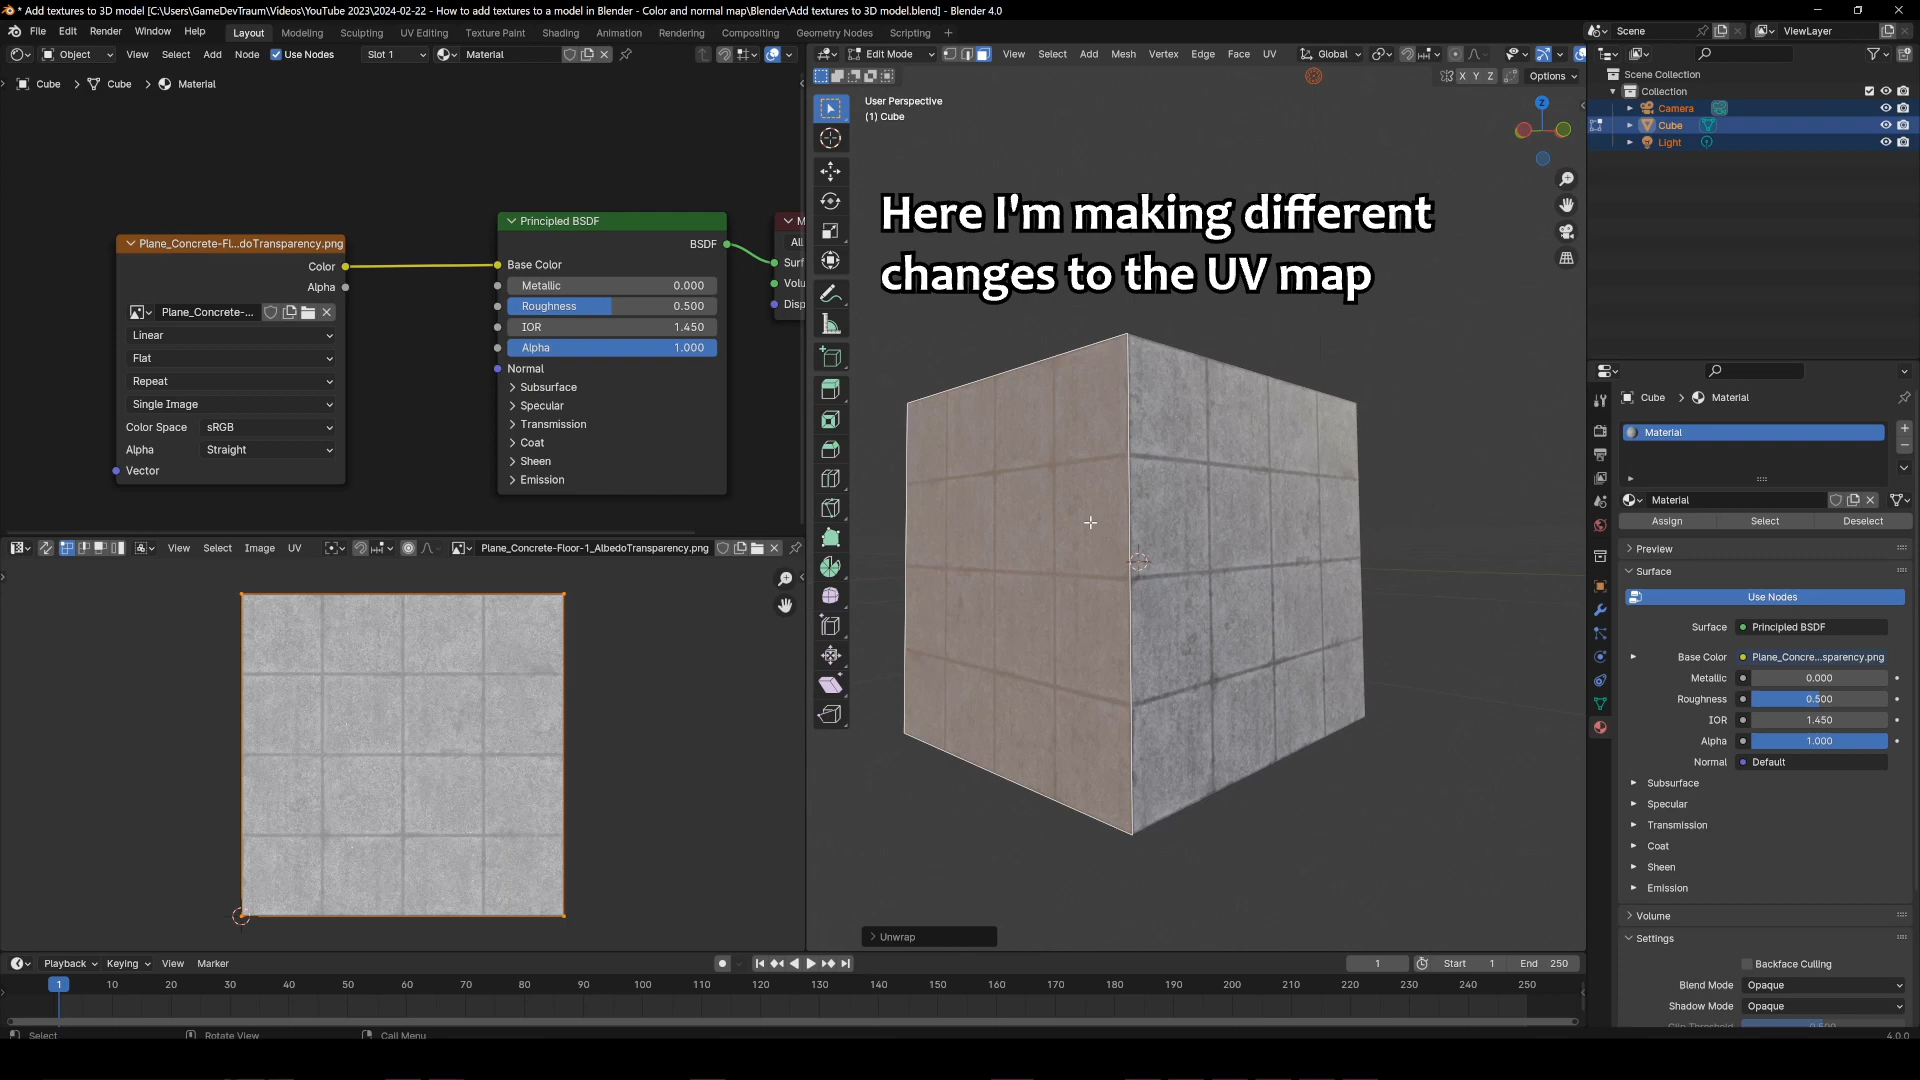 * Add textures to 3D model [C:\Users\GameDevTraum\Videos\YouTube 2023\2024-02-22 - How to add textures to a model in Blender - Color and normal map\Blender\Add textures to 3D model.blend] - Blender 4.0
File Edit Render Window Help Layout Modeling Sculpting UV Editing Texture Paint Shading Animation Rendering Compositing Geometry Nodes Scripting + Scene ViewLayer
Object View Select Add Node Use Nodes Slot 1 Material
Edit Mode View Select Add Mesh Vertex Edge Face UV Global
X Y Z Options
Cube > Cube > Material
User Perspective
(1) Cube
Z
Scene Collection
Collection
Camera
Cube
Light
Here I'm making different
changes to the UV map
Plane_Concrete-Fl...doTransparency.png
Color
Alpha
Plane_Concrete-...
Linear
Flat
Repeat
Single Image
Color Space sRGB
Alpha Straight
Vector
Principled BSDF
BSDF
Base Color
Metallic 0.000
Roughness 0.500
IOR 1.450
Alpha 1.000
Normal
Subsurface
Specular
Transmission
Coat
Sheen
Emission
M
All
Surf
Volu
Disp
View Select Image UV Plane_Concrete-Floor-1_AlbedoTransparency.png
Unwrap
Cube > Material
Material
Material
Assign Select Deselect
Preview
Surface
Use Nodes
Surface Principled BSDF
Base Color Plane_Concre...sparency.png
Metallic 0.000
Roughness 0.500
IOR 1.450
Alpha 1.000
Normal Default
Subsurface
Specular
Transmission
Coat
Sheen
Emission
Volume
Settings
Backface Culling
Blend Mode Opaque
Shadow Mode Opaque
Playback Keying View Marker 1 Start 1 End 250
1 10 20 30 40 50 60 70 80 90 100 110 120 130 140 150 160 170 180 190 200 210 220 230 240 250
Select Rotate View Call Menu 4.0.0